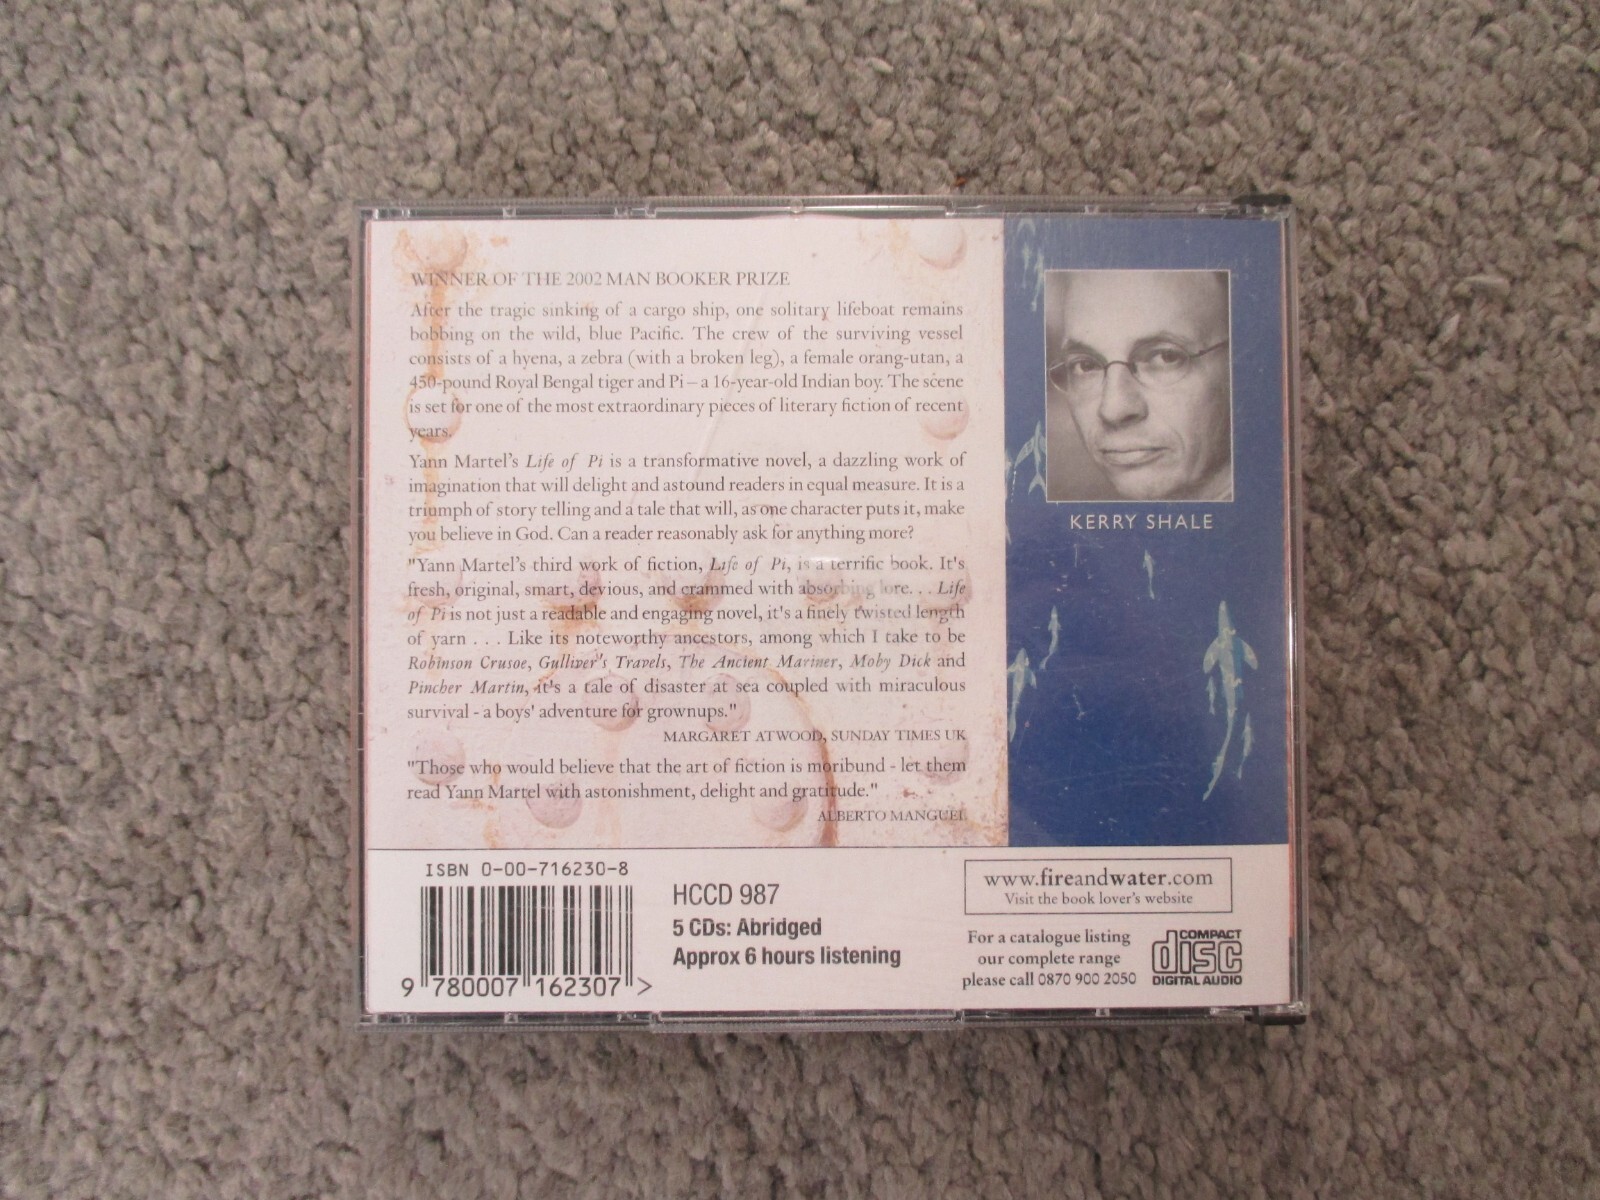 WINNER OF THE 2002 MAN BOOKER PRIZE
After the tragic sinking of a cargo ship, one solitary lifeboat remains
bobbing on the wild, blue Pacific. The crew of the surviving vessel
consists of a hyena, a zebra (with a broken leg), a female orang-utan, a
450-pound Royal Bengal tiger and Pi – a 16-year-old Indian boy. The scene
is set for one of the most extraordinary pieces of literary fiction of recent
years.
Yann Martel's Life of Pi is a transformative novel, a dazzling work of
imagination that will delight and astound readers in equal measure. It is a
triumph of story telling and a tale that will, as one character puts it, make
you believe in God. Can a reader reasonably ask for anything more?
"Yann Martel's third work of fiction, Life of Pi, is a terrific book. It's
fresh, original, smart, devious, and crammed with absorbing lore. . . Life
of Pi is not just a readable and engaging novel, it's a finely twisted length
of yarn . . . Like its noteworthy ancestors, among which I take to be
Robinson Crusoe, Gulliver's Travels, The Ancient Mariner, Moby Dick and
Pincher Martin, it's a tale of disaster at sea coupled with miraculous
survival - a boys' adventure for grownups."
MARGARET ATWOOD, SUNDAY TIMES UK
"Those who would believe that the art of fiction is moribund - let them
read Yann Martel with astonishment, delight and gratitude."
ALBERTO MANGUEL
KERRY SHALE
ISBN 0-00-716230-8
9 780007 162307 >
HCCD 987
5 CDs: Abridged
Approx 6 hours listening
www.fireandwater.com
Visit the book lover's website
For a catalogue listing
our complete range
please call 0870 900 2050
COMPACT
disc
DIGITAL AUDIO